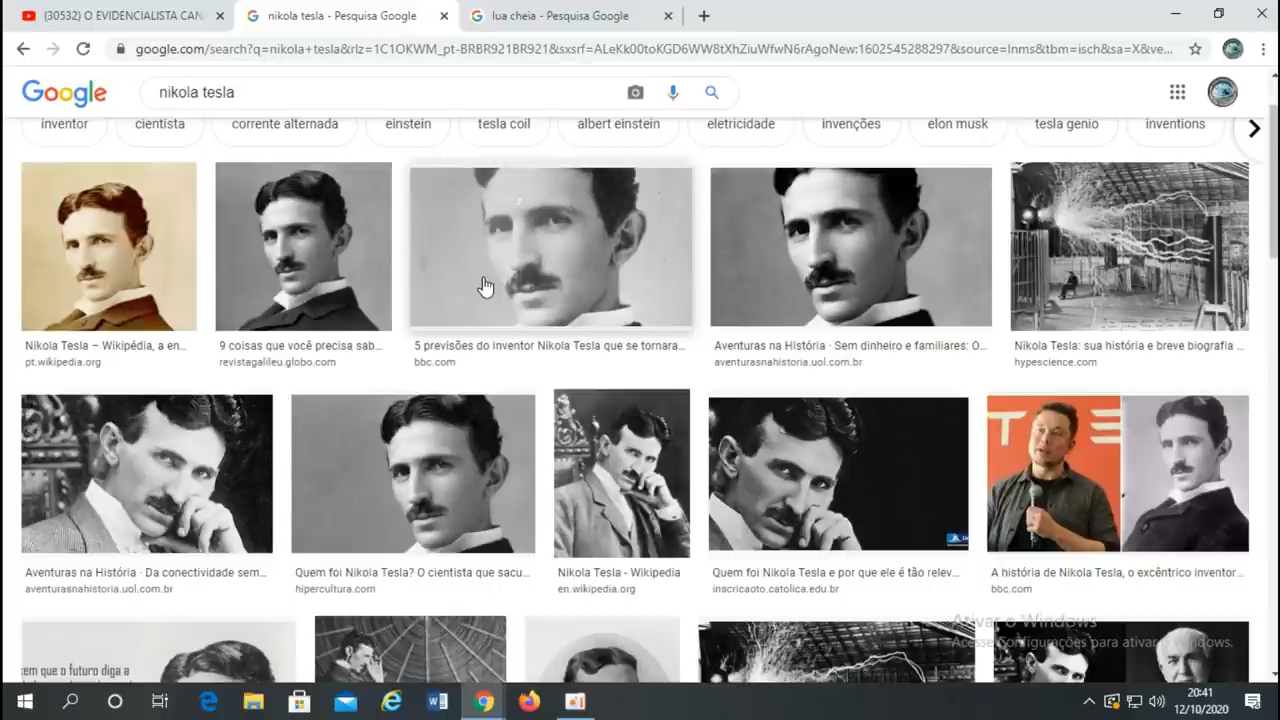 (30532) O EVIDENCIALISTA CAN
nikola tesla - Pesquisa Google
lua cheia - Pesquisa Google
google.com/search?q=nikola+tesla&rlz=1C1OKWM_pt-BRBR921BR921&sxsrf=ALeKk00toKGD6WW8tXhZiuWfwN6rAgoNew:1602545288297&source=lnms&tbm=isch&sa=X&ve...
Google
nikola tesla
inventor
cientista
corrente alternada
einstein
tesla coil
albert einstein
eletricidade
invenções
elon musk
tesla genio
inventions
Nikola Tesla – Wikipédia, a en...
pt.wikipedia.org
9 coisas que você precisa sab...
revistagalileu.globo.com
5 previsões do inventor Nikola Tesla que se tornara...
bbc.com
Aventuras na História · Sem dinheiro e familiares: O...
aventurasnahistoria.uol.com.br
Nikola Tesla: sua história e breve biografia ...
hypescience.com
Aventuras na História · Da conectividade sem...
aventurasnahistoria.uol.com.br
Quem foi Nikola Tesla? O cientista que sacu...
hipercultura.com
Nikola Tesla - Wikipedia
en.wikipedia.org
Quem foi Nikola Tesla e por que ele é tão relev...
inscricaoto.catolica.edu.br
A história de Nikola Tesla, o excêntrico inventor...
bbc.com
em que o futuro diga a
Ativar o Windows
Acesse Configurações para ativar o Windows.
20:41
12/10/2020